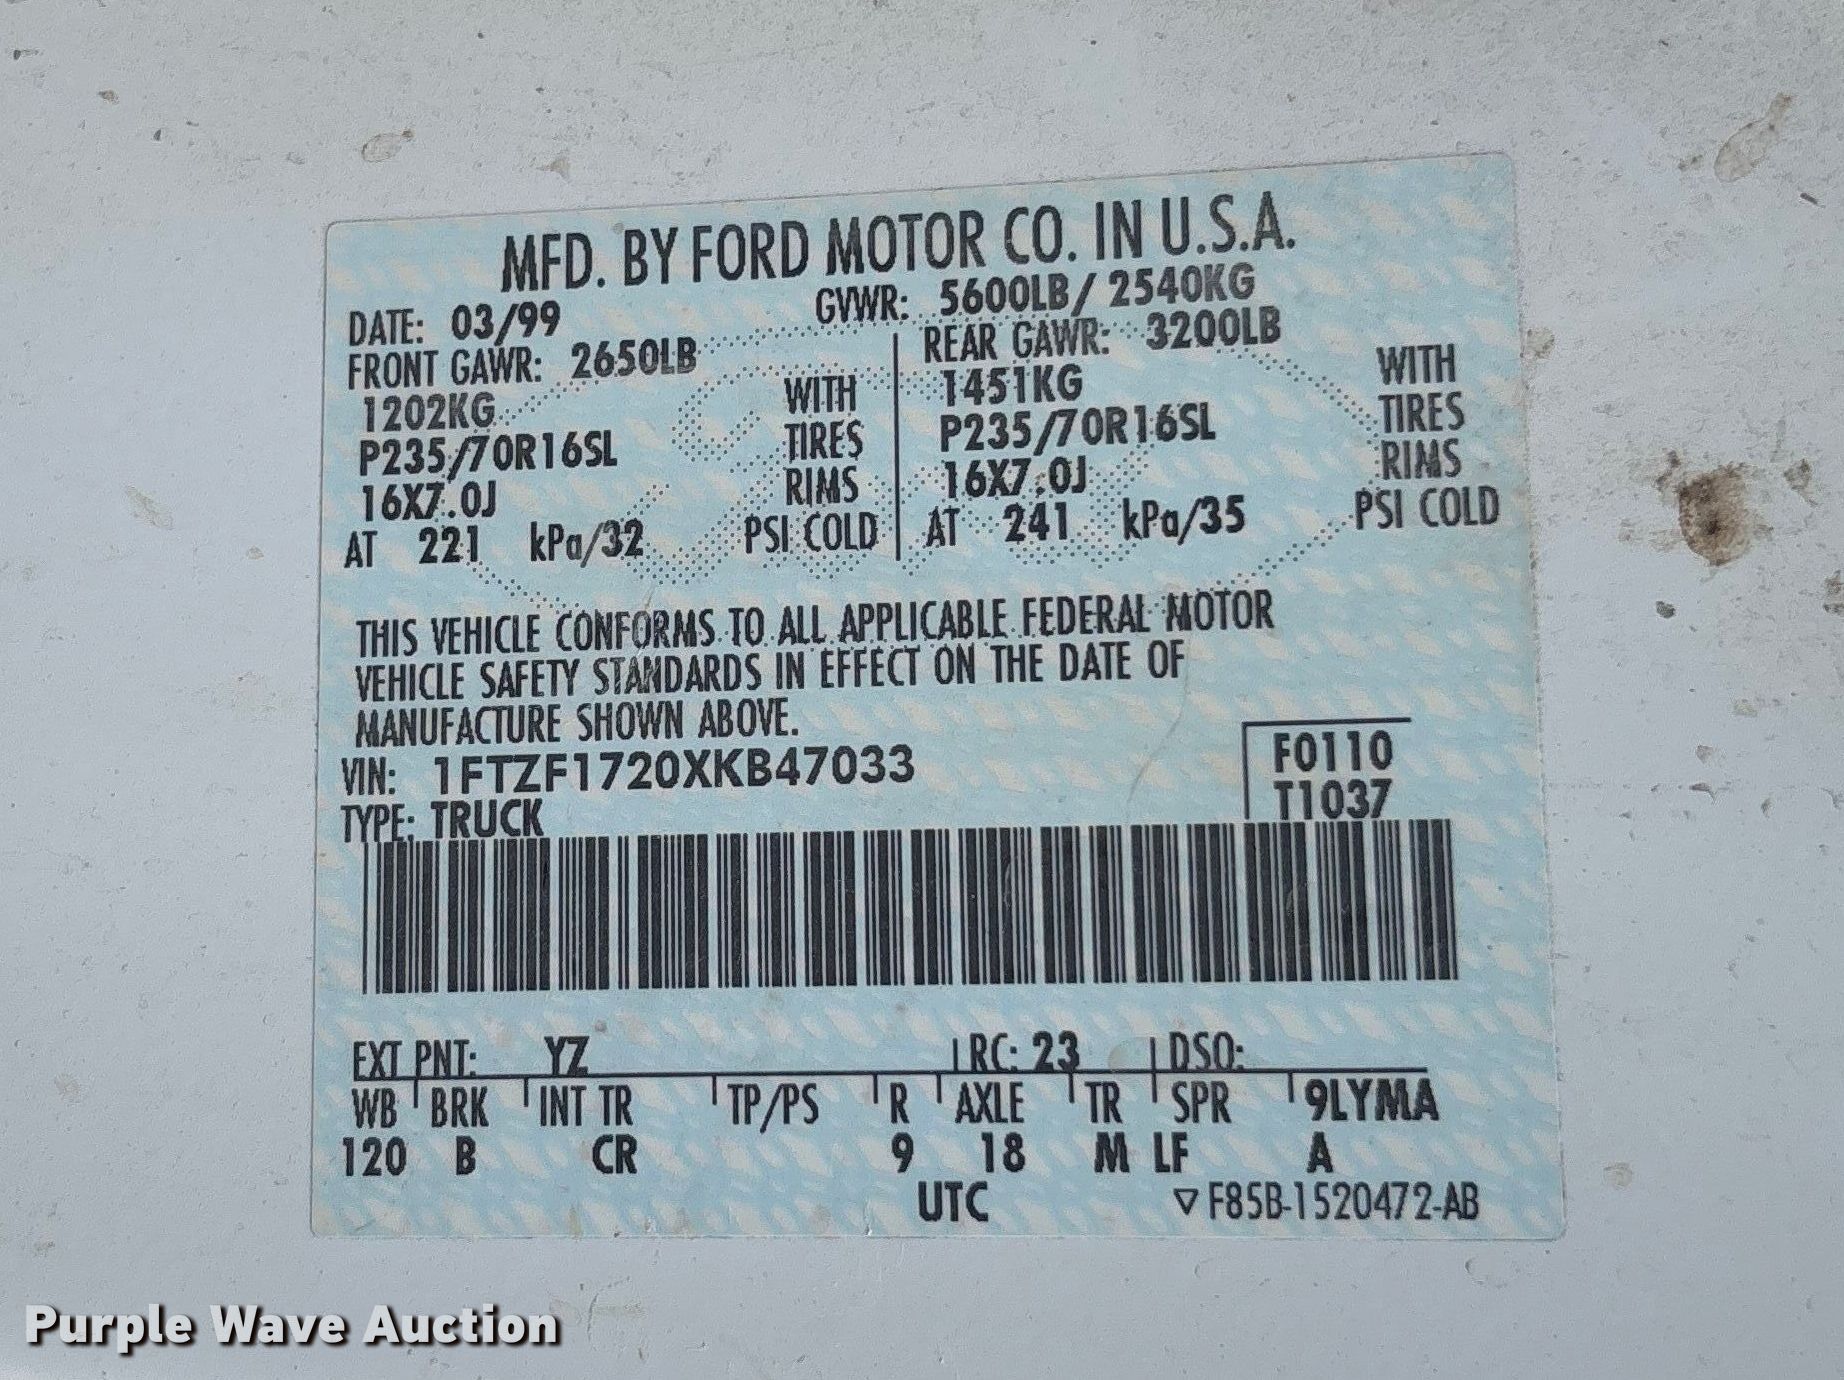 MFD. BY FORD MOTOR CO. IN U.S.A.
DATE: 03/99 GVWR: 5600LB/ 2540KG
FRONT GAWR: 2650LB REAR GAWR: 3200LB
1202KG WITH 1451KG WITH
P235/70R16SL TIRES P235/70R16SL TIRES
16X7.0J RIMS 16X7.0J RIMS
AT 221 kPa/32 PSI COLD AT 241 kPa/35 PSI COLD
THIS VEHICLE CONFORMS TO ALL APPLICABLE FEDERAL MOTOR
VEHICLE SAFETY STANDARDS IN EFFECT ON THE DATE OF
MANUFACTURE SHOWN ABOVE.
VIN: 1FTZF1720XKB47033 F0110
TYPE: TRUCK T1037
EXT PNT: YZ RC: 23 DSO:
WB BRK INT TR TP/PS R AXLE TR SPR 9LYMA
120 B CR 9 18 M LF A
UTC ▽ F85B-1520472-AB
Purple Wave Auction